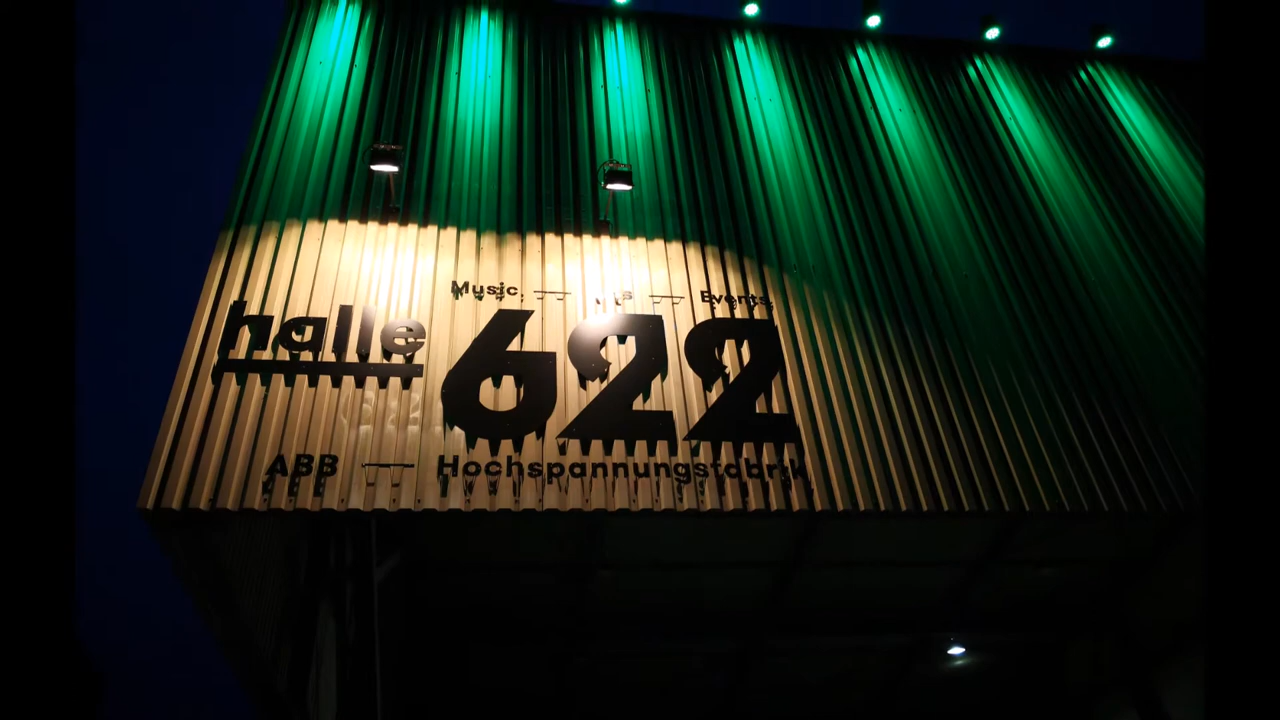 Music — — Events
halle 622
ABB — Hochspannungsfabrik